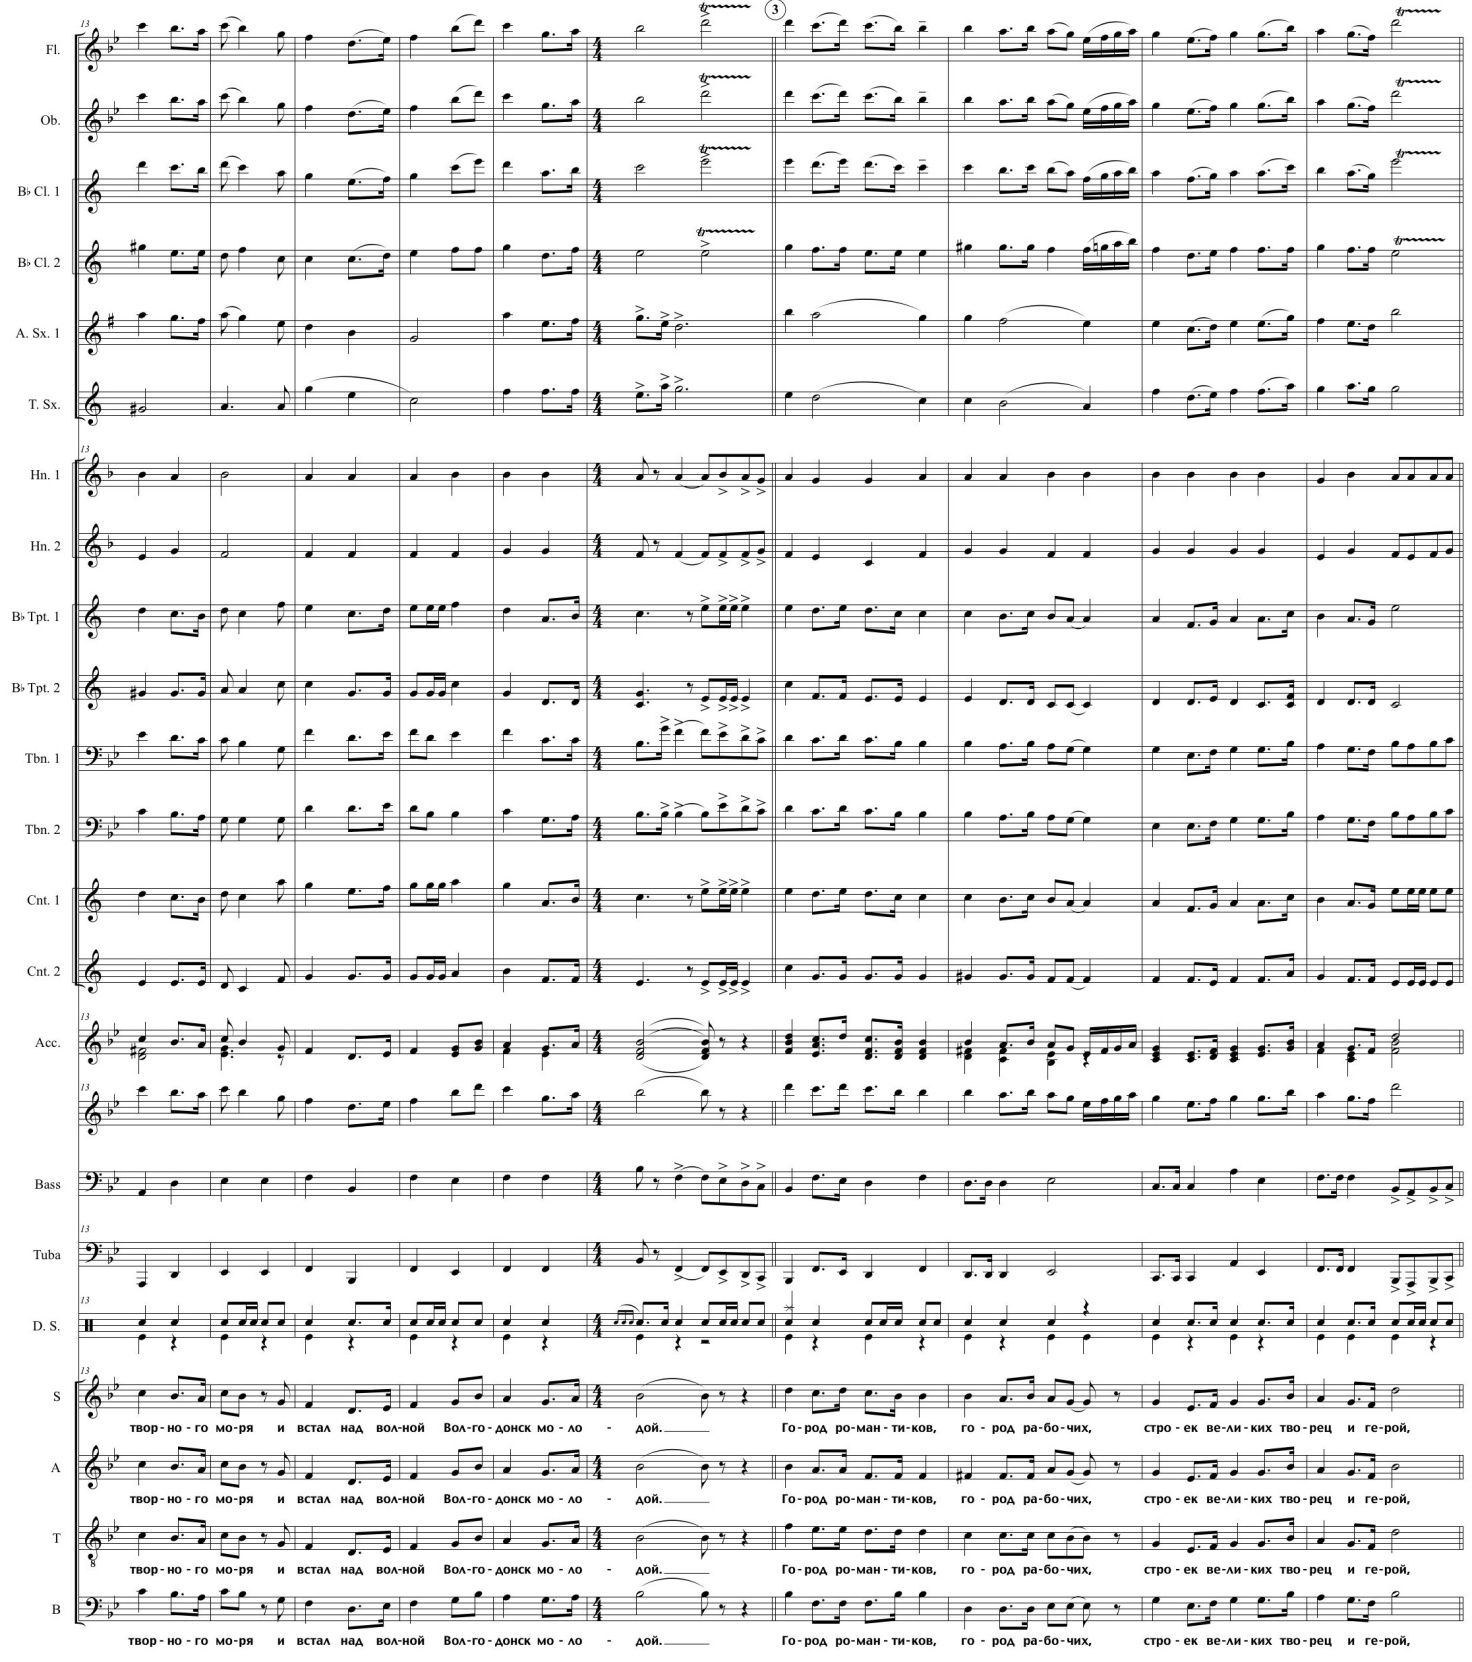 13
3
Fl.
Ob.
B♭ Cl. 1
B♭ Cl. 2
A. Sx. 1
T. Sx.
13
Hn. 1
Hn. 2
B♭ Tpt. 1
B♭ Tpt. 2
Tbn. 1
Tbn. 2
Cnt. 1
Cnt. 2
13
Acc.
13
Bass
13
Tuba
13
D. S.
13
S
твор - но - го мо - ря и встал над вол - ной Вол - го - донск мо - ло - дой. Го - род ро - ман - ти - ков, го - род ра - бо - чих, стро - ек ве - ли - ких тво - рец и ге - рой,
A
твор - но - го мо - ря и встал над вол - ной Вол - го - донск мо - ло - дой. Го - род ро - ман - ти - ков, го - род ра - бо - чих, стро - ек ве - ли - ких тво - рец и ге - рой,
T
твор - но - го мо - ря и встал над вол - ной Вол - го - донск мо - ло - дой. Го - род ро - ман - ти - ков, го - род ра - бо - чих, стро - ек ве - ли - ких тво - рец и ге - рой,
B
твор - но - го мо - ря и встал над вол - ной Вол - го - донск мо - ло - дой. Го - род ро - ман - ти - ков, го - род ра - бо - чих, стро - ек ве - ли - ких тво - рец и ге - рой,